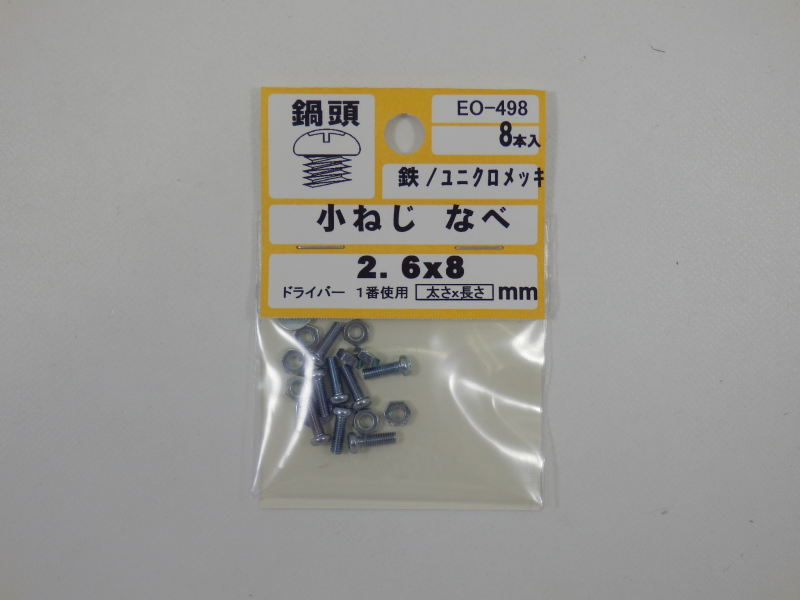 鍋頭
EO-498
8本入
鉄/ユニクロメッキ
小ねじ なべ
2.6x8
ドライバー 1番使用 太さx長さ mm